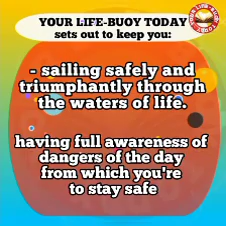 YOUR LIFE-BUOY TODAY
sets out to keep you:
- sailing safely and
triumphantly through
the waters of life.
having full awareness of
dangers of the day
from which you're
to stay safe